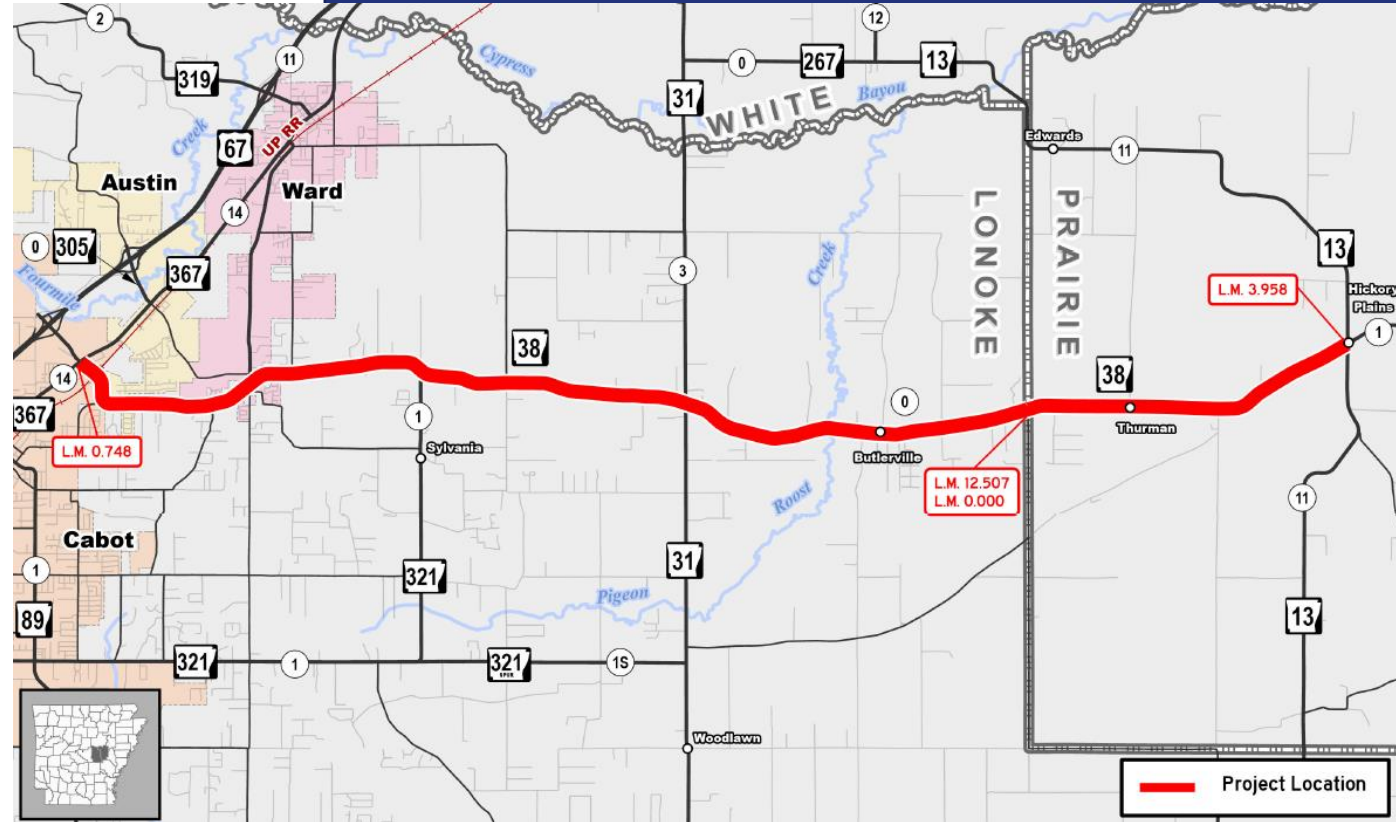 2
12
11
0
267
13
319
Cypress
31
WHITE
Bayou
Creek
67
UP RR
Edwards
11
Austin
Ward
14
LONOKE
PRAIRIE
0
305
367
Creek
3
13
Fourmile
L.M. 3.958
Hickory
Plains
1
38
38
14
367
1
0
Thurman
L.M. 0.748
Sylvania
Butlerville
L.M. 12.507
L.M. 0.000
Roost
11
Cabot
1
321
31
Pigeon
89
13
321
1
321
SPUR
1S
Woodlawn
Project Location